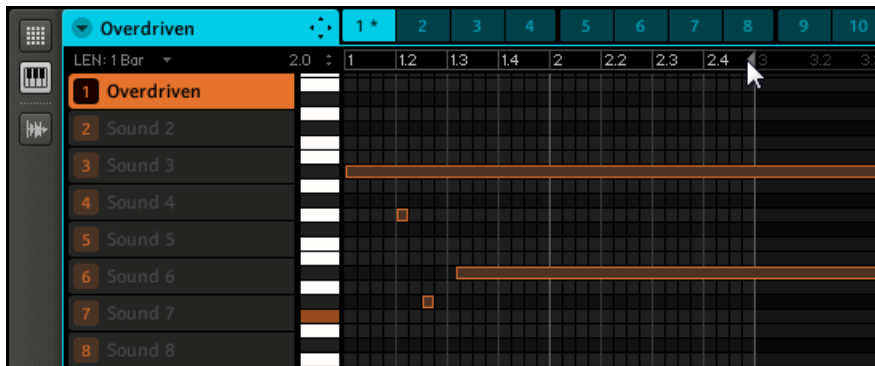 Overdriven 1 * 2 3 4 5 6 7 8 9 10
LEN: 1 Bar 2.0 1 1.2 1.3 1.4 2 2.2 2.3 2.4 3 3.2
1 Overdriven
2 Sound 2
3 Sound 3
4 Sound 4
5 Sound 5
6 Sound 6
7 Sound 7
8 Sound 8